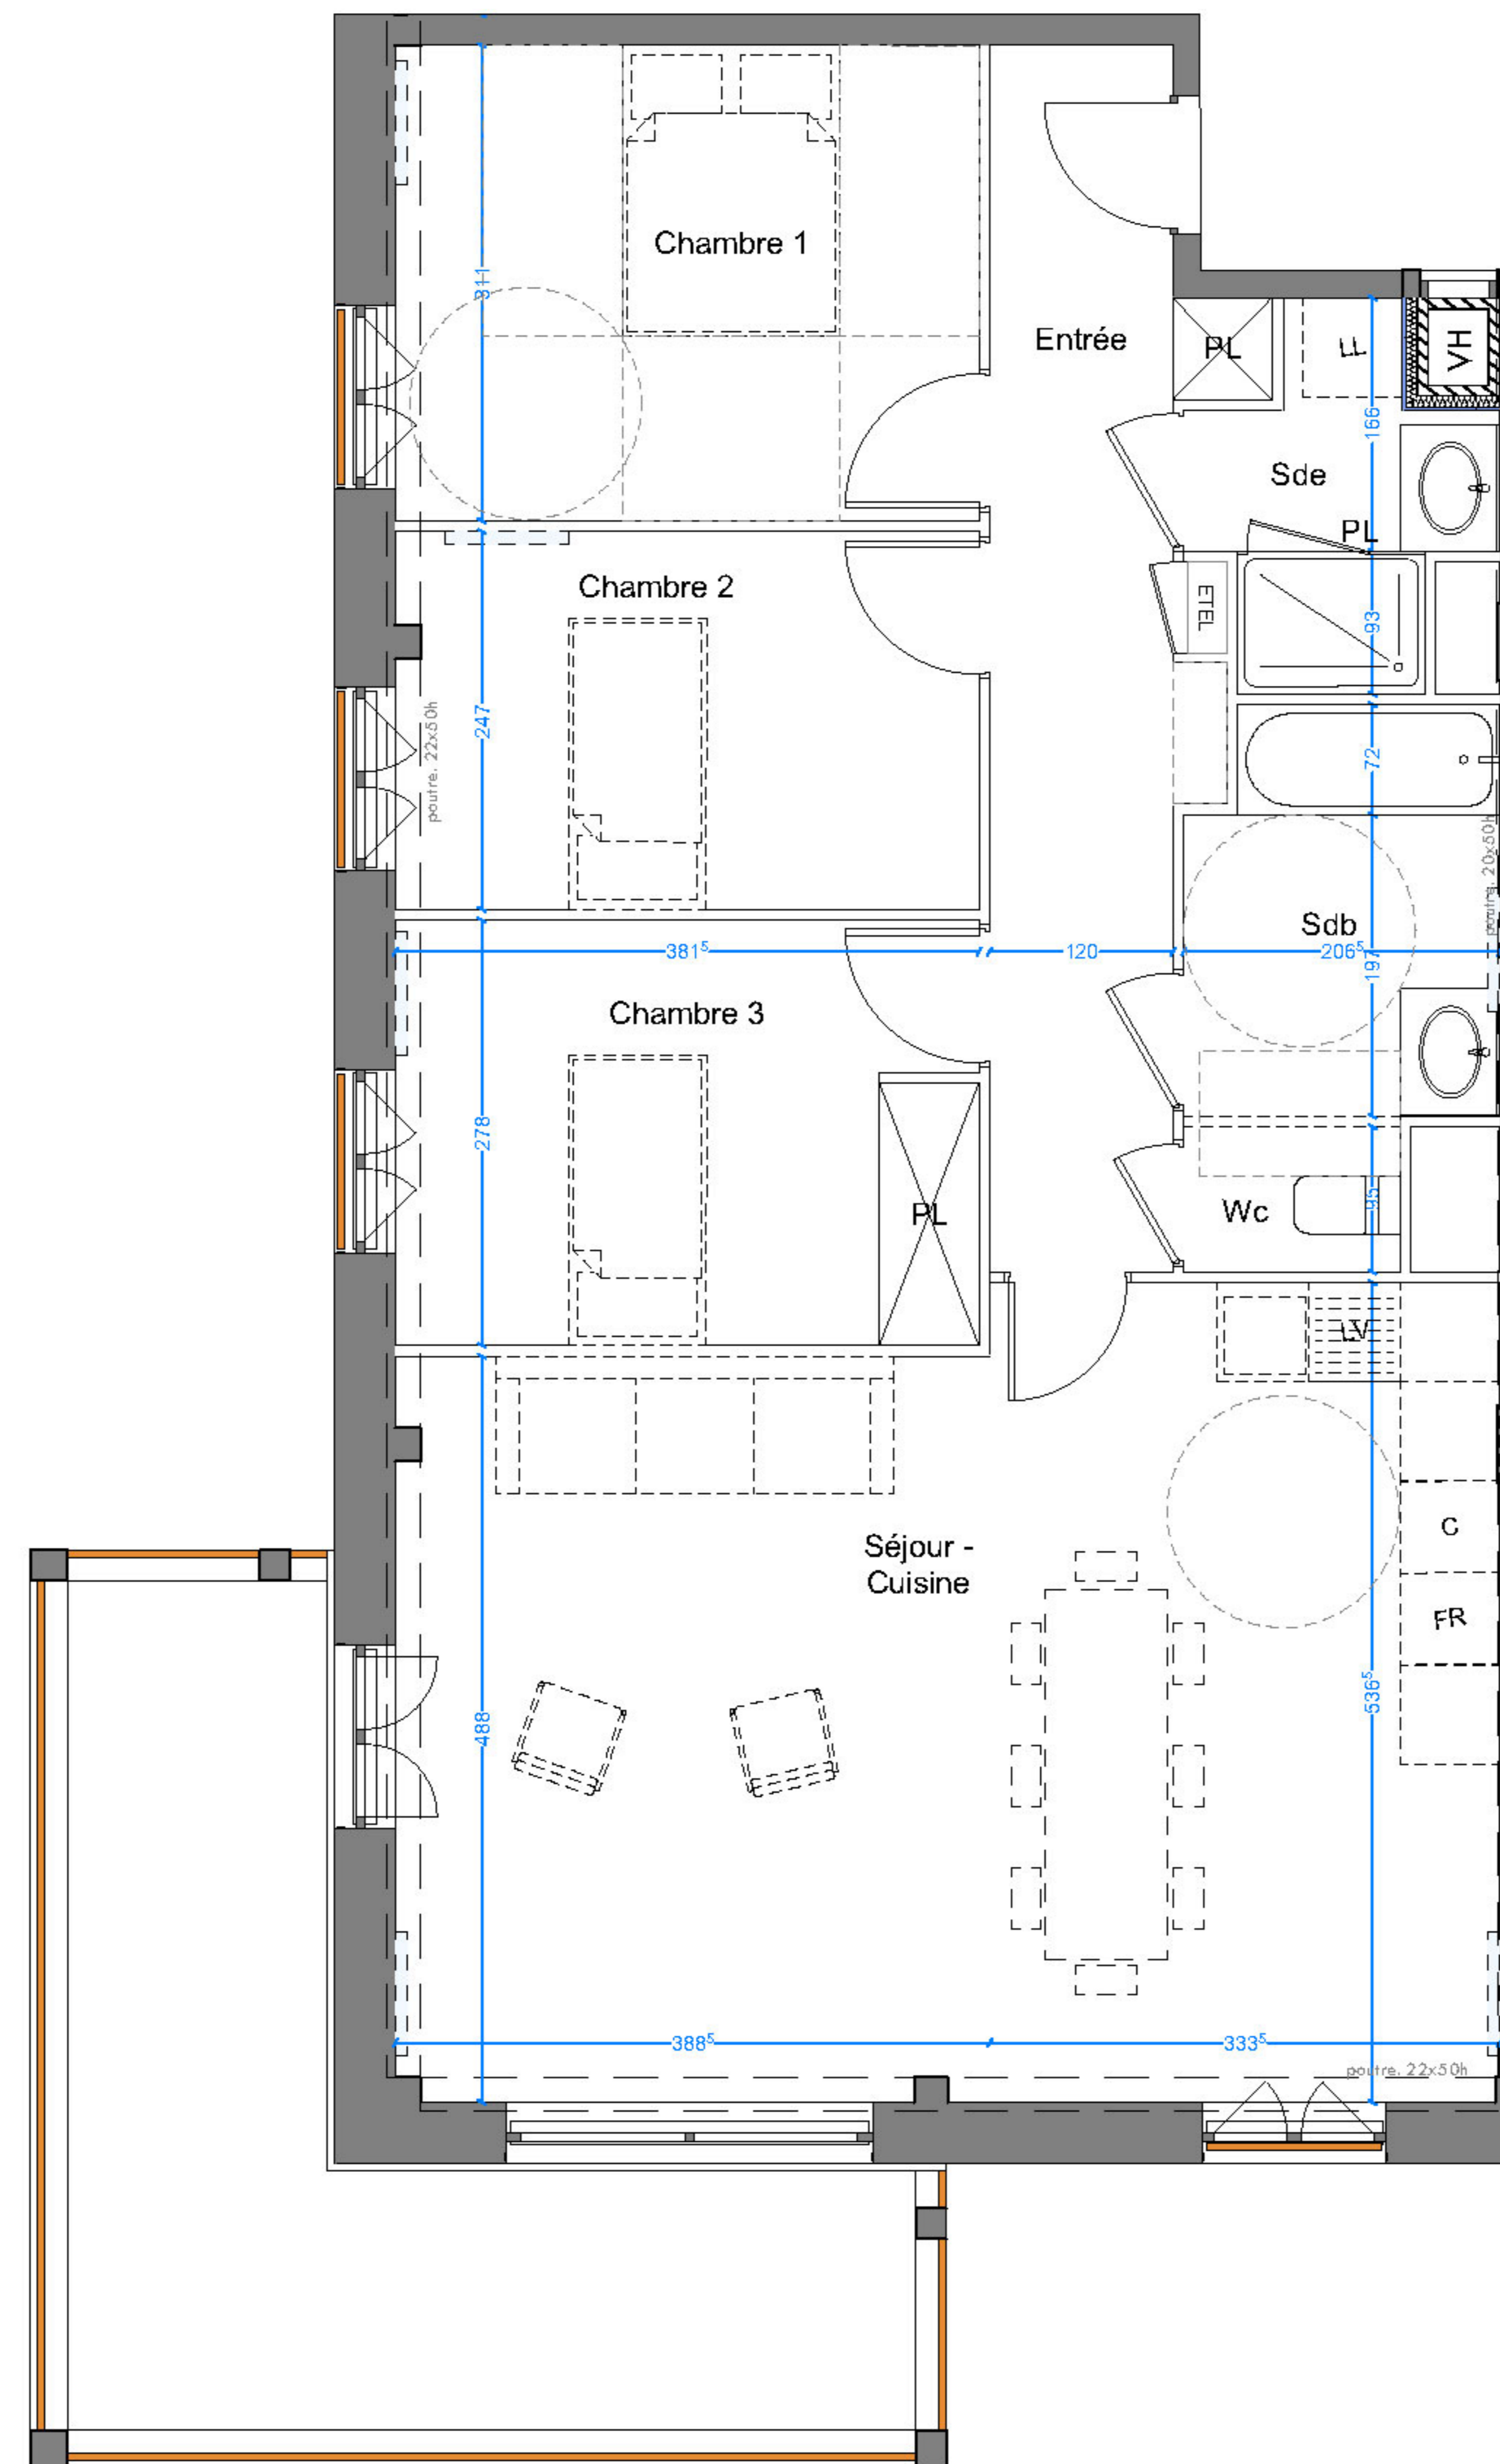 Chambre 1
311
Entrée
PL
LL
VH
166
Sde
PL
Chambre 2
ETEL
93
247
poutre. 22x50h
72
poutre. 20x50h
Sdb
381⁵
120
206⁵
197
Chambre 3
278
PL
Wc
95
LV
Séjour -
Cuisine
C
FR
536⁵
488
388⁵
333⁵
poutre. 22x50h